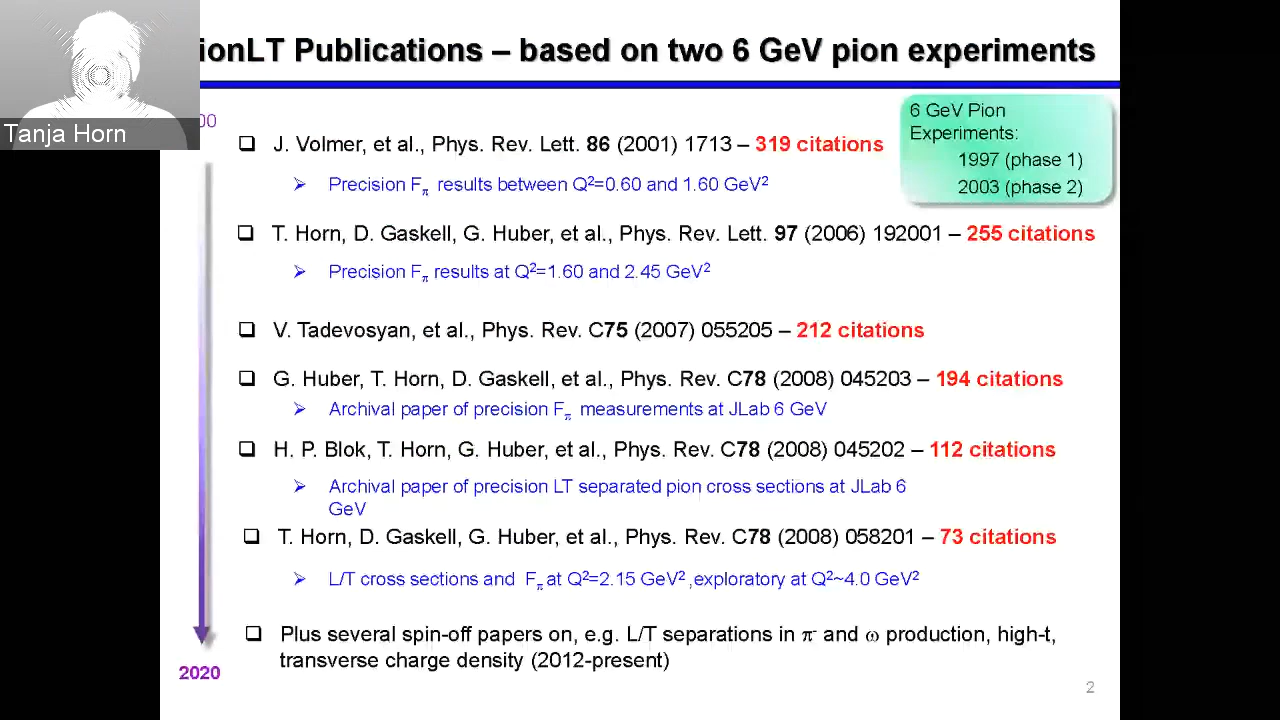 ionLT Publications – based on two 6 GeV pion experiments
Tanja Horn
00
6 GeV Pion
Experiments:
1997 (phase 1)
2003 (phase 2)
J. Volmer, et al., Phys. Rev. Lett. 86 (2001) 1713 – 319 citations
Precision Fπ results between Q²=0.60 and 1.60 GeV²
T. Horn, D. Gaskell, G. Huber, et al., Phys. Rev. Lett. 97 (2006) 192001 – 255 citations
Precision Fπ results at Q²=1.60 and 2.45 GeV²
V. Tadevosyan, et al., Phys. Rev. C75 (2007) 055205 – 212 citations
G. Huber, T. Horn, D. Gaskell, et al., Phys. Rev. C78 (2008) 045203 – 194 citations
Archival paper of precision Fπ measurements at JLab 6 GeV
H. P. Blok, T. Horn, G. Huber, et al., Phys. Rev. C78 (2008) 045202 – 112 citations
Archival paper of precision LT separated pion cross sections at JLab 6
GeV
T. Horn, D. Gaskell, G. Huber, et al., Phys. Rev. C78 (2008) 058201 – 73 citations
L/T cross sections and Fπ at Q²=2.15 GeV² ,exploratory at Q²~4.0 GeV²
Plus several spin-off papers on, e.g. L/T separations in π⁻ and ω production, high-t,
transverse charge density (2012-present)
2020
2